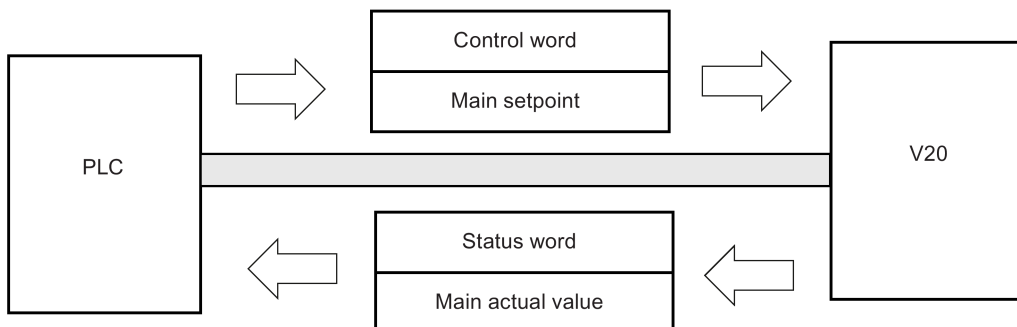 Control word
Main setpoint
PLC
V20
Status word
Main actual value